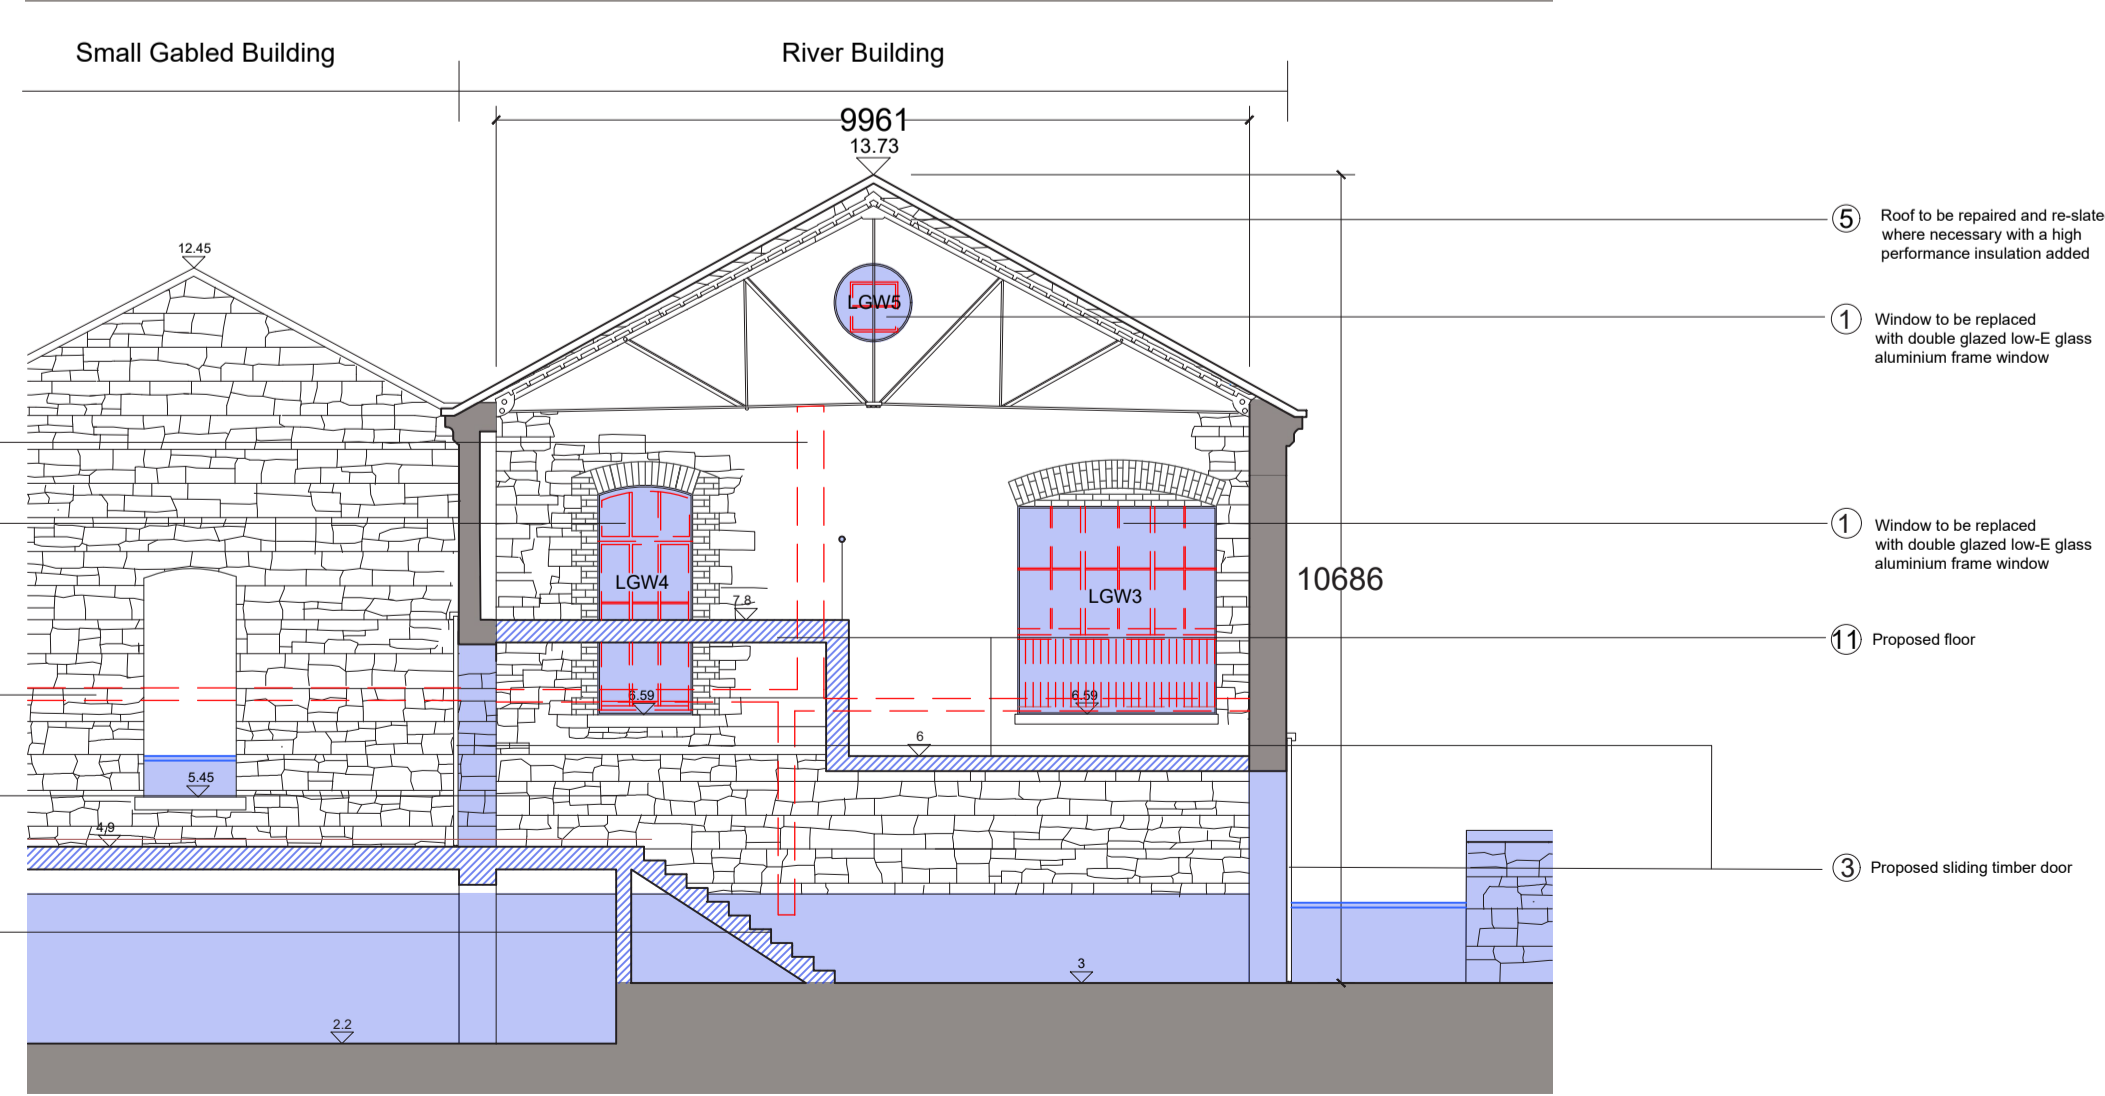 Small Gabled Building
River Building
9961
13.73
12.45
5 Roof to be repaired and re-slate
where necessary with a high
performance insulation added
LGW5
1 Window to be replaced
with double glazed low-E glass
aluminium frame window
1 Window to be replaced
with double glazed low-E glass
aluminium frame window
10686
LGW4
LGW3
7.8
11 Proposed floor
6.59
6.59
6
5.45
4.9
3 Proposed sliding timber door
3
2.2